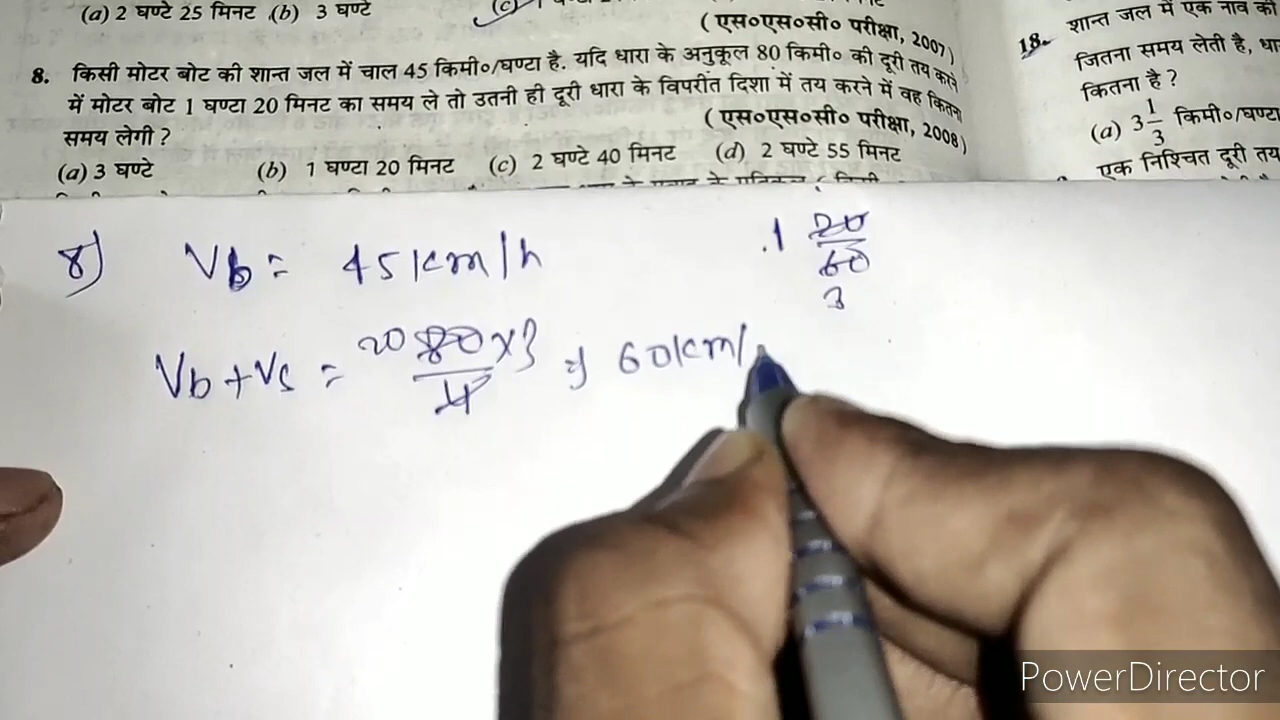 (a) 2 घण्टे 25 मिनट (b) 3 घण्टे (c)
(एस०एस०सी० परीक्षा, 2007)
8. किसी मोटर बोट की शान्त जल में चाल 45 किमी०/घण्टा है. यदि धारा के अनुकूल 80 किमी० की दूरी तय करने
में मोटर बोट 1 घण्टा 20 मिनट का समय ले तो उतनी ही दूरी धारा के विपरीत दिशा में तय करने में वह कितना
समय लेगी ?
(एस०एस०सी० परीक्षा, 2008)
(a) 3 घण्टे (b) 1 घण्टा 20 मिनट (c) 2 घण्टे 40 मिनट (d) 2 घण्टे 55 मिनट
18. शान्त जल में एक नाव की
जितना समय लेती है, धा
कितना है ?
(a) 3 1/3 किमी०/घण्टा
एक निश्चित दूरी तय
8) Vb = 45 km/h
1 20/60
3
Vb + Vs = 20 80 x 3 / 4 => 60 km/
PowerDirector